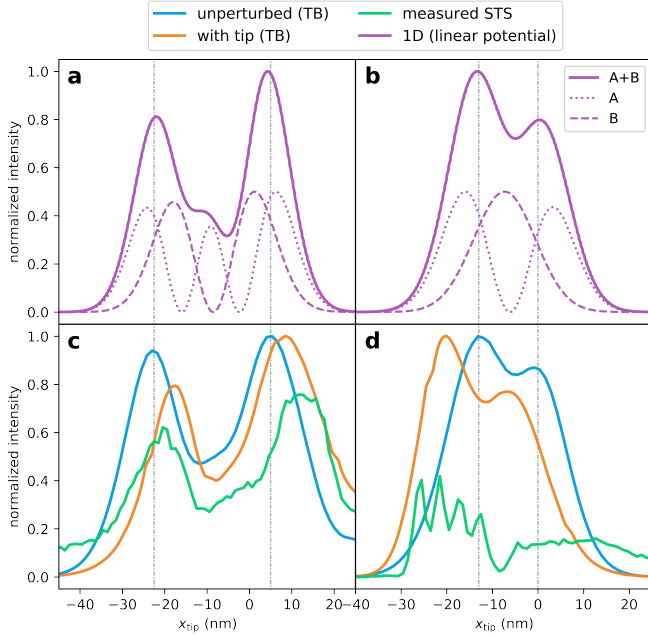 unperturbed (TB)
with tip (TB)
measured STS
1D (linear potential)
a
b
A+B
A
B
normalized intensity
1.0
0.8
0.6
0.4
0.2
0.0
c
d
normalized intensity
1.0
0.8
0.6
0.4
0.2
0.0
−40 −30 −20 −10 0 10 20 −40 −30 −20 −10 0 10 20
x_tip (nm) x_tip (nm)